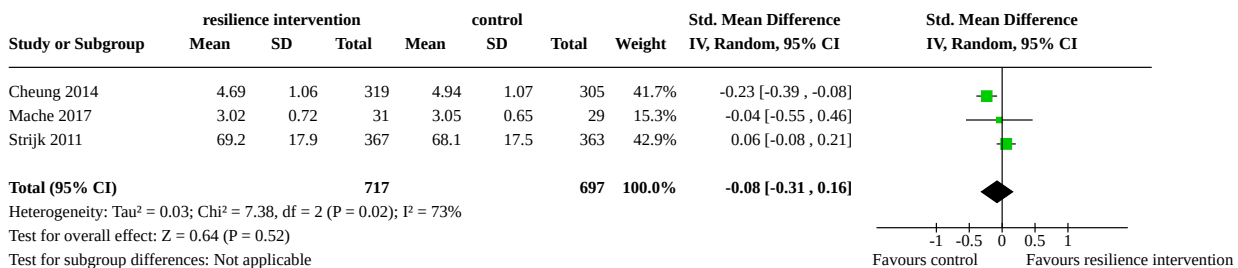 resilience intervention control Std. Mean Difference Std. Mean Difference
Study or Subgroup Mean SD Total Mean SD Total Weight IV, Random, 95% CI IV, Random, 95% CI
Cheung 2014 4.69 1.06 319 4.94 1.07 305 41.7% -0.23 [-0.39 , -0.08]
Mache 2017 3.02 0.72 31 3.05 0.65 29 15.3% -0.04 [-0.55 , 0.46]
Strijk 2011 69.2 17.9 367 68.1 17.5 363 42.9% 0.06 [-0.08 , 0.21]
Total (95% CI) 717 697 100.0% -0.08 [-0.31 , 0.16]
Heterogeneity: Tau² = 0.03; Chi² = 7.38, df = 2 (P = 0.02); I² = 73%
Test for overall effect: Z = 0.64 (P = 0.52)
-1 -0.5 0 0.5 1
Test for subgroup differences: Not applicable Favours control Favours resilience intervention